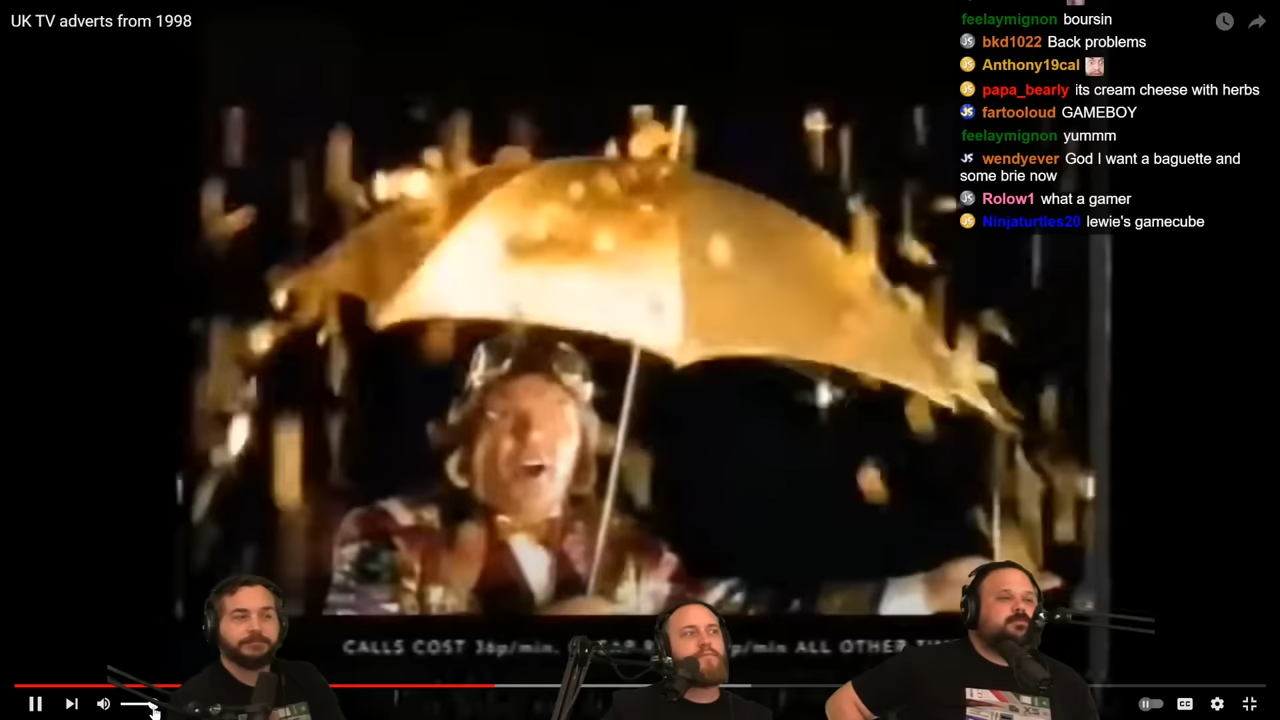 UK TV adverts from 1998
feelaymignon boursin
bkd1022 Back problems
Anthony19cal
papa_bearly its cream cheese with herbs
fartooloud GAMEBOY
feelaymignon yummm
wendyever God I want a baguette and
some brie now
Rolow1 what a gamer
Ninjaturtles20 lewie's gamecube
CALLS COST 36p/min. p/min ALL OTHER